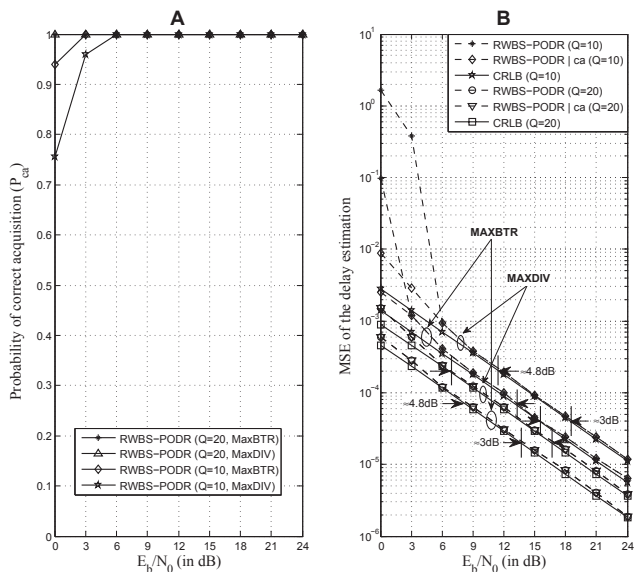 A
Probability of correct acquisition (P_ca)
1
0.9
0.8
0.7
0.6
0.5
0.4
0.3
0.2
0.1
0
RWBS−PODR (Q=20, MaxBTR)
RWBS−PODR (Q=20, MaxDIV)
RWBS−PODR (Q=10, MaxBTR)
RWBS−PODR (Q=10, MaxDIV)
0 3 6 9 12 15 18 21 24
E_b/N_0 (in dB)
B
MSE of the delay estimation
10^1
10^0
10^−1
10^−2
10^−3
10^−4
10^−5
10^−6
RWBS−PODR (Q=10)
RWBS−PODR | ca (Q=10)
CRLB (Q=10)
RWBS−PODR (Q=20)
RWBS−PODR | ca (Q=20)
CRLB (Q=20)
MAXBTR
MAXDIV
≈4.8dB
≈4.8dB
≈3dB
≈3dB
0 3 6 9 12 15 18 21 24
E_b/N_0 (in dB)